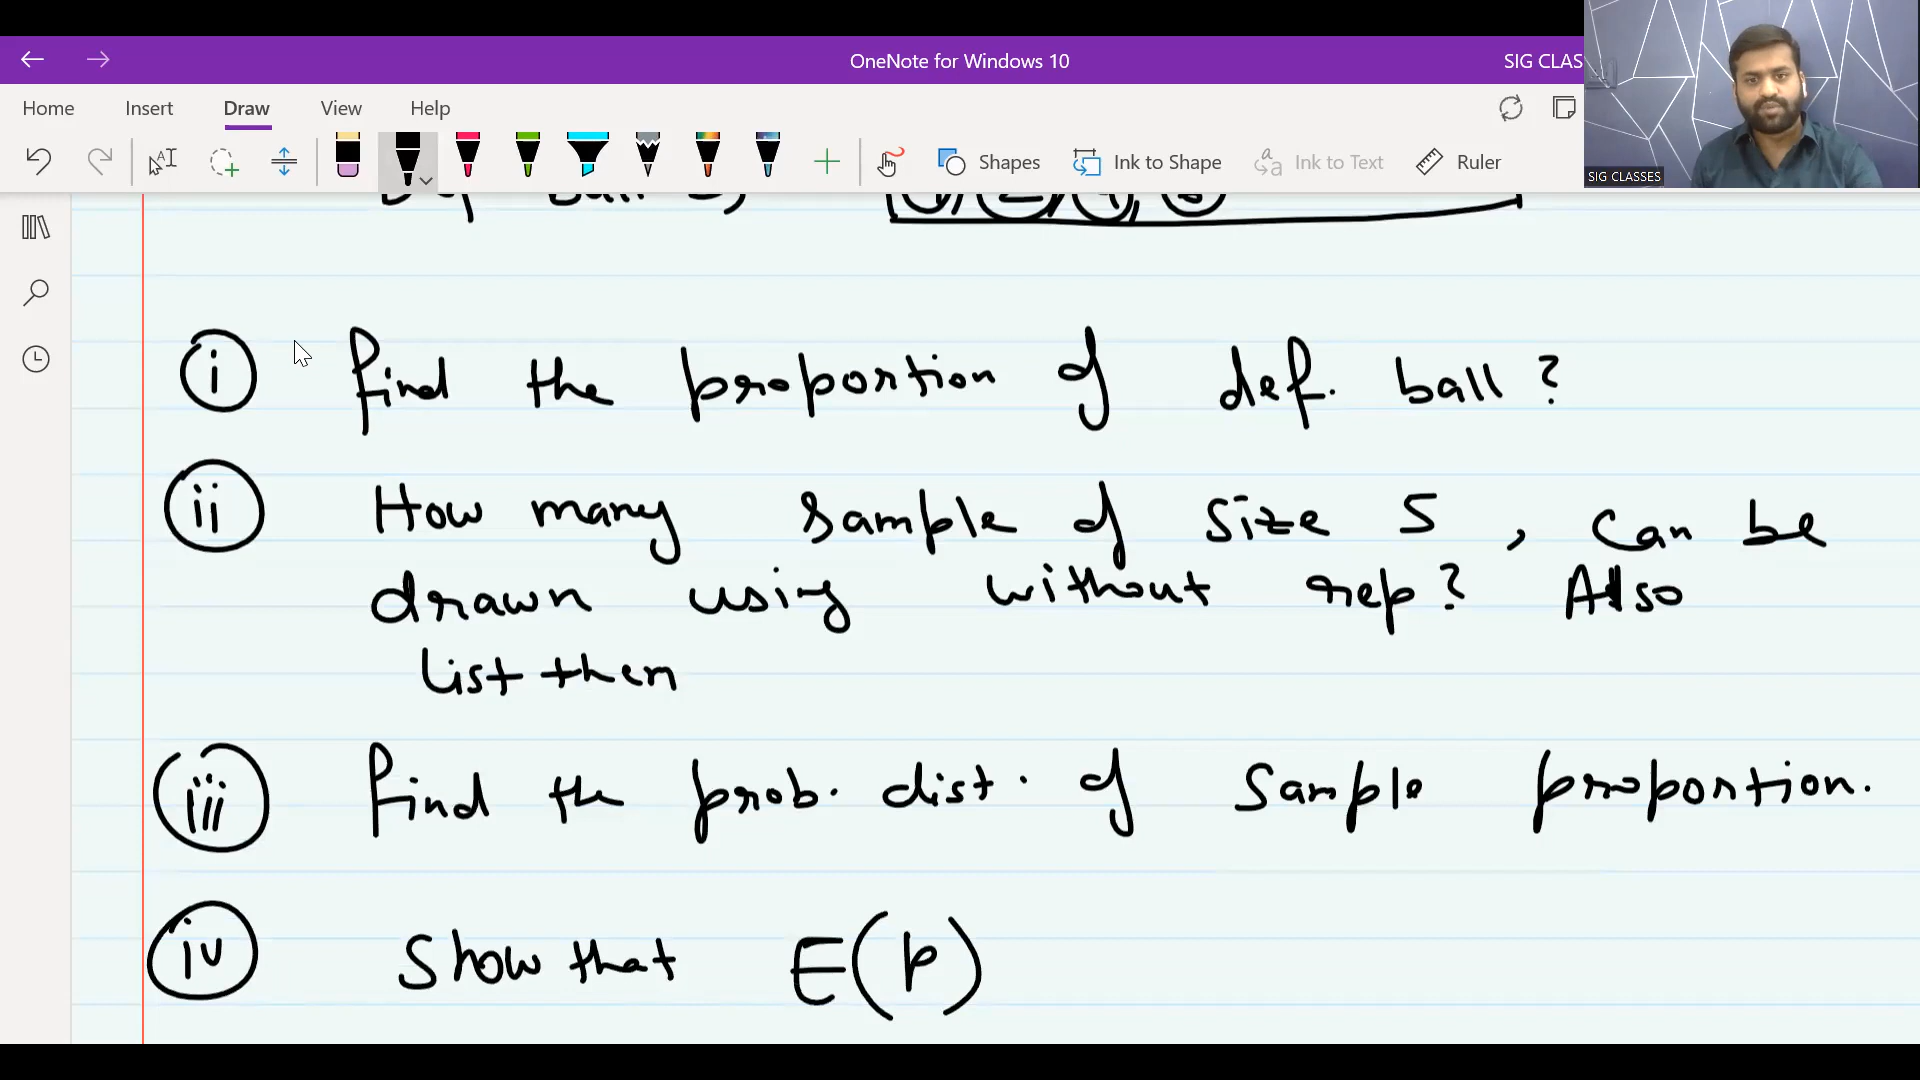 OneNote for Windows 10
SIG CLAS
Home Insert Draw View Help
Shapes Ink to Shape Ink to Text Ruler
SIG CLASSES
(i) find the proportion of def. ball?
(ii) How many sample of size 5, can be
drawn using without rep? Also
list them
(iii) find the prob. dist. of sample proportion.
(iv) Show that E(p)